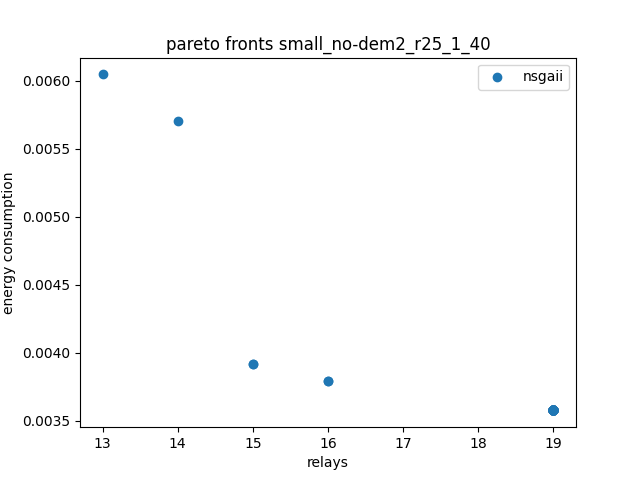 pareto fronts small_no-dem2_r25_1_40
nsgaii
energy consumption
0.0060
0.0055
0.0050
0.0045
0.0040
0.0035
13 14 15 16 17 18 19
relays